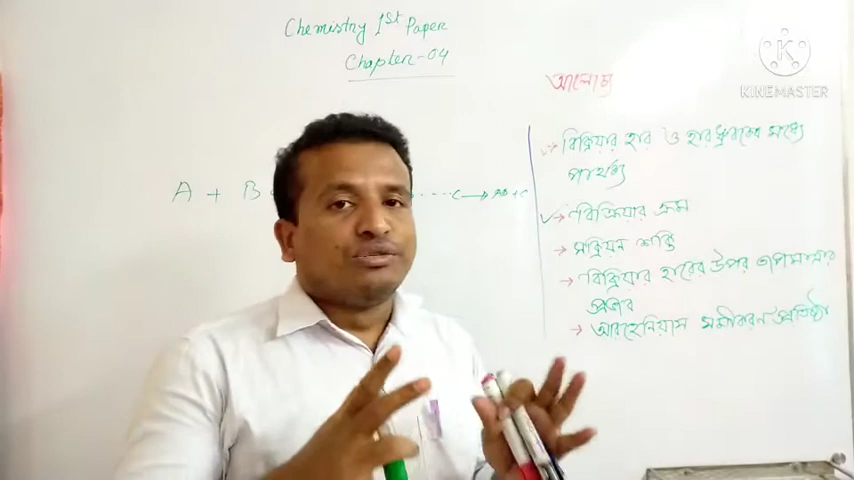 Chemistry 1st Paper
Chapter-04
A + B
C → AB + C
আলোচ্য
→ বিক্রিয়ার হার ও হার ধ্রুবকের মধ্যে
পার্থক্য
→ বিক্রিয়ার ক্রম
→ সক্রিয়ন শক্তি
→ বিক্রিয়ার হারের উপর তাপমাত্রার
প্রভাব
→ আরহেনিয়াস সমীকরণ প্রতিষ্ঠা
K
KINEMASTER